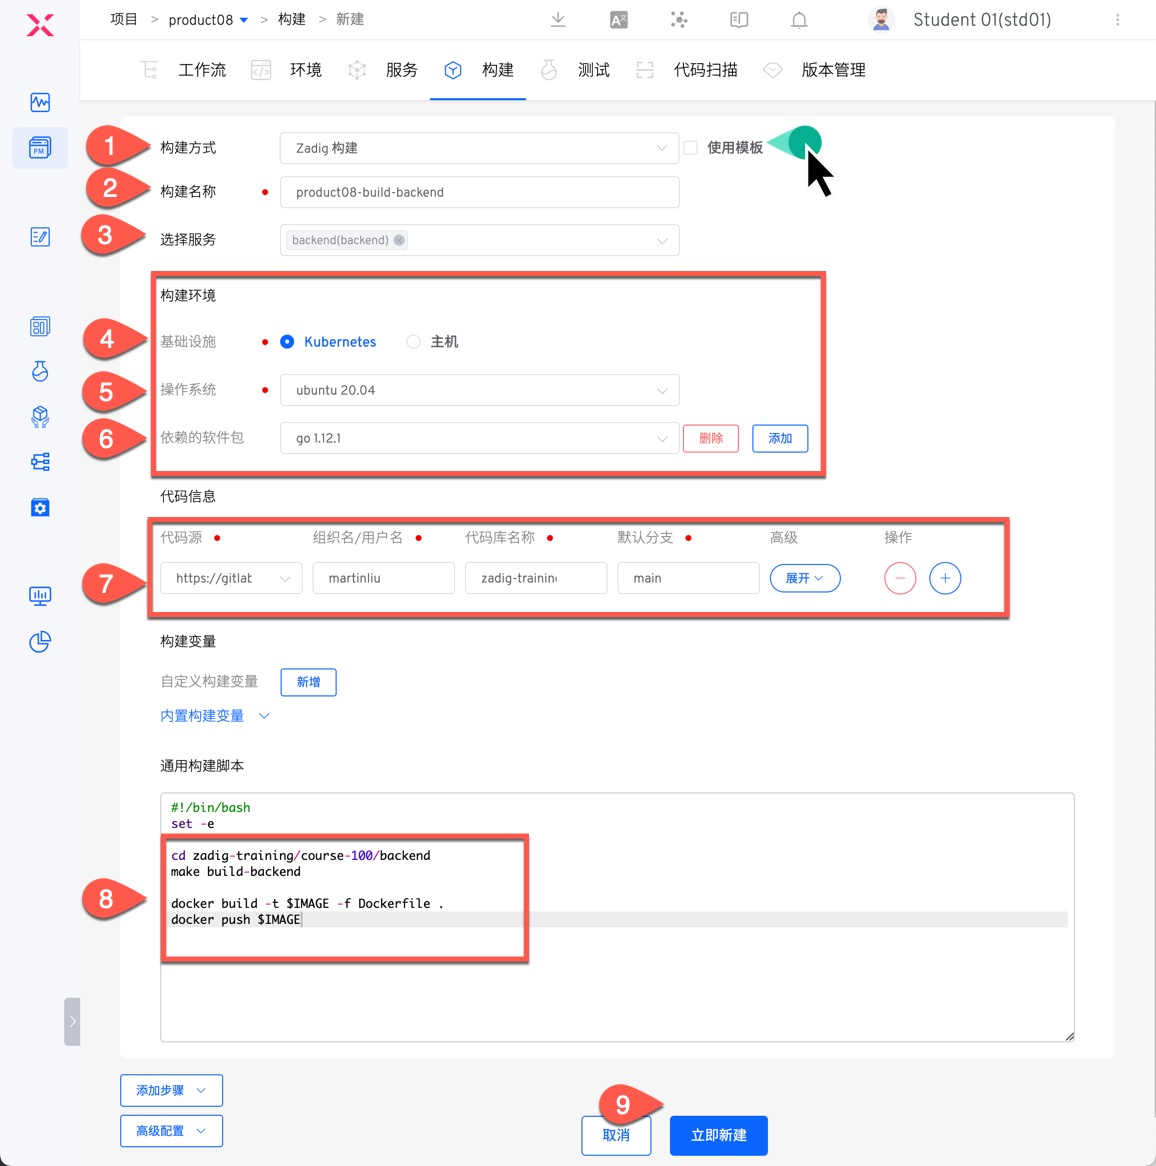 项目 > product08 > 构建 > 新建
Student 01(std01)
工作流 环境 服务 构建 测试 代码扫描 版本管理
PM
1 构建方式 Zadig 构建 使用模板
2 构建名称 product08-build-backend
3 选择服务 backend(backend)
构建环境
4 基础设施 Kubernetes 主机
5 操作系统 ubuntu 20.04
6 依赖的软件包 go 1.12.1 删除 添加
代码信息
代码源 组织名/用户名 代码库名称 默认分支 高级 操作
7 https://gitlat martinliu zadig-training main 展开
构建变量
自定义构建变量 新增
内置构建变量
通用构建脚本
#!/bin/bash
set -e
cd zadig-training/course-100/backend
make build-backend
8
docker build -t $IMAGE -f Dockerfile .
docker push $IMAGE
添加步骤
高级配置
9
取消 立即新建